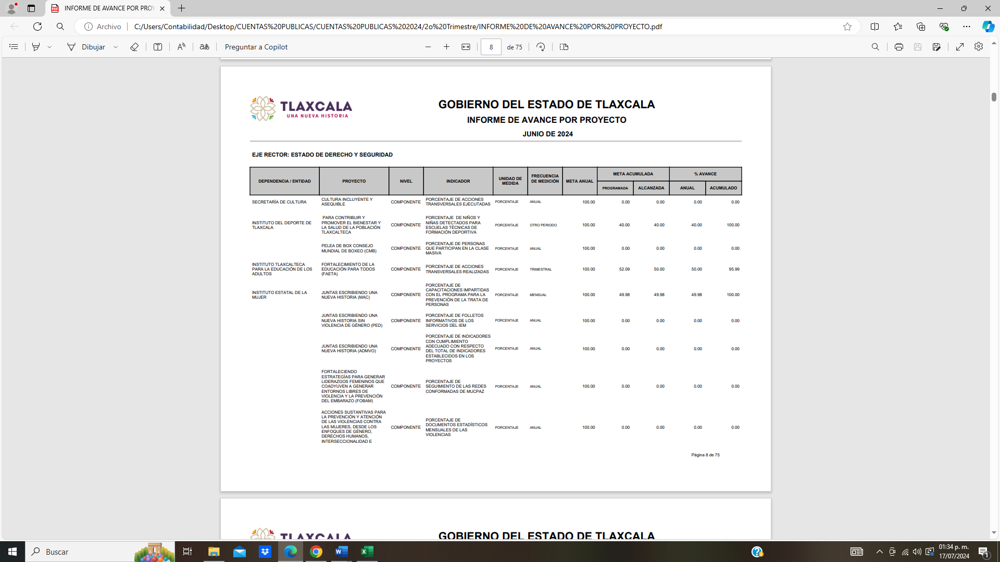 INFORME DE AVANCE POR PROY
Archivo
C:/Users/Contabilidad/Desktop/CUENTAS%20PUBLICAS/CUENTAS%20PUBLICAS%202024/2o%20Trimestre/INFORME%20DE%20AVANCE%20POR%20PROYECTO.pdf
Dibujar
aあ
Preguntar a Copilot
8 de 75
TLAXCALA
UNA NUEVA HISTORIA
GOBIERNO DEL ESTADO DE TLAXCALA
INFORME DE AVANCE POR PROYECTO
JUNIO DE 2024
EJE RECTOR: ESTADO DE DERECHO Y SEGURIDAD
DEPENDENCIA / ENTIDAD
PROYECTO
NIVEL
INDICADOR
UNIDAD DE
MEDIDA
FRECUENCIA
DE MEDICIÓN
META ANUAL
META ACUMULADA
PROGRAMADA
ALCANZADA
% AVANCE
ANUAL
ACUMULADO
SECRETARÍA DE CULTURA
CULTURA INCLUYENTE Y
ASEQUIBLE
COMPONENTE
PORCENTAJE DE ACCIONES
TRANSVERSALES EJECUTADAS
PORCENTAJE
ANUAL
100.00 0.00 0.00 0.00 0.00
INSTITUTO DEL DEPORTE DE
TLAXCALA
PARA CONTRIBUIR Y
PROMOVER EL BIENESTAR Y
LA SALUD DE LA POBLACIÓN
TLAXCALTECA
COMPONENTE
PORCENTAJE DE NIÑOS Y
NIÑAS DETECTADOS PARA
ESCUELAS TÉCNICAS DE
FORMACIÓN DEPORTIVA
PORCENTAJE
OTRO PERIODO
100.00 40.00 40.00 40.00 100.00
PELEA DE BOX CONSEJO
MUNDIAL DE BOXEO (CMB)
COMPONENTE
PORCENTAJE DE PERSONAS
QUE PARTICIPAN EN LA CLASE
MASIVA
PORCENTAJE
ANUAL
100.00 0.00 0.00 0.00 0.00
INSTITUTO TLAXCALTECA
PARA LA EDUCACIÓN DE LOS
ADULTOS
FORTALECIMIENTO DE LA
EDUCACIÓN PARA TODOS
(FAETA)
COMPONENTE
PORCENTAJE DE ACCIONES
TRANSVERSALES REALIZADAS
PORCENTAJE
TRIMESTRAL
100.00 52.09 50.00 50.00 95.99
INSTITUTO ESTATAL DE LA
MUJER
JUNTAS ESCRIBIENDO UNA
NUEVA HISTORIA (MAC)
COMPONENTE
PORCENTAJE DE
CAPACITACIONES IMPARTIDAS
CON EL PROGRAMA PARA LA
PREVENCIÓN DE LA TRATA DE
PERSONAS
PORCENTAJE
MENSUAL
100.00 49.98 49.98 49.98 100.00
JUNTAS ESCRIBIENDO UNA
NUEVA HISTORIA SIN
VIOLENCIA DE GÉNERO (PED)
COMPONENTE
PORCENTAJE DE FOLLETOS
INFORMATIVOS DE LOS
SERVICIOS DEL IEM
PORCENTAJE
ANUAL
100.00 0.00 0.00 0.00 0.00
JUNTAS ESCRIBIENDO UNA
NUEVA HISTORIA (ADMVO)
COMPONENTE
PORCENTAJE DE INDICADORES
CON CUMPLIMIENTO
ADECUADO CON RESPECTO
DEL TOTAL DE INDICADORES
ESTABLECIDOS EN LOS
PROYECTOS
PORCENTAJE
ANUAL
100.00 0.00 0.00 0.00 0.00
FORTALECIENDO
ESTRATEGÍAS PARA GENERAR
LIDERAZGOS FEMENINOS QUE
COADYUVEN A GENERAR
ENTORNOS LIBRES DE
VIOLENCIA Y LA PREVENCIÓN
DEL EMBARAZO (FOBAM)
COMPONENTE
PORCENTAJE DE
SEGUIMIENTO DE LAS REDES
CONFORMADAS DE MUCPAZ
PORCENTAJE
ANUAL
100.00 0.00 0.00 0.00 0.00
ACCIONES SUSTANTIVAS PARA
LA PREVENCIÓN Y ATENCIÓN
DE LAS VIOLENCIAS CONTRA
LAS MUJERES, DESDE LOS
ENFOQUES DE GÉNERO,
DERECHOS HUMANOS,
INTERSECCIONALIDAD E
COMPONENTE
PORCENTAJE DE
DOCUMENTOS ESTADÍSTICOS
MENSUALES DE LAS
VIOLENCIAS
PORCENTAJE
ANUAL
100.00 0.00 0.00 0.00 0.00
Página 8 de 75
TLAXCALA
GOBIERNO DEL ESTADO DE TLAXCALA
Buscar
01:34 p. m.
17/07/2024
1